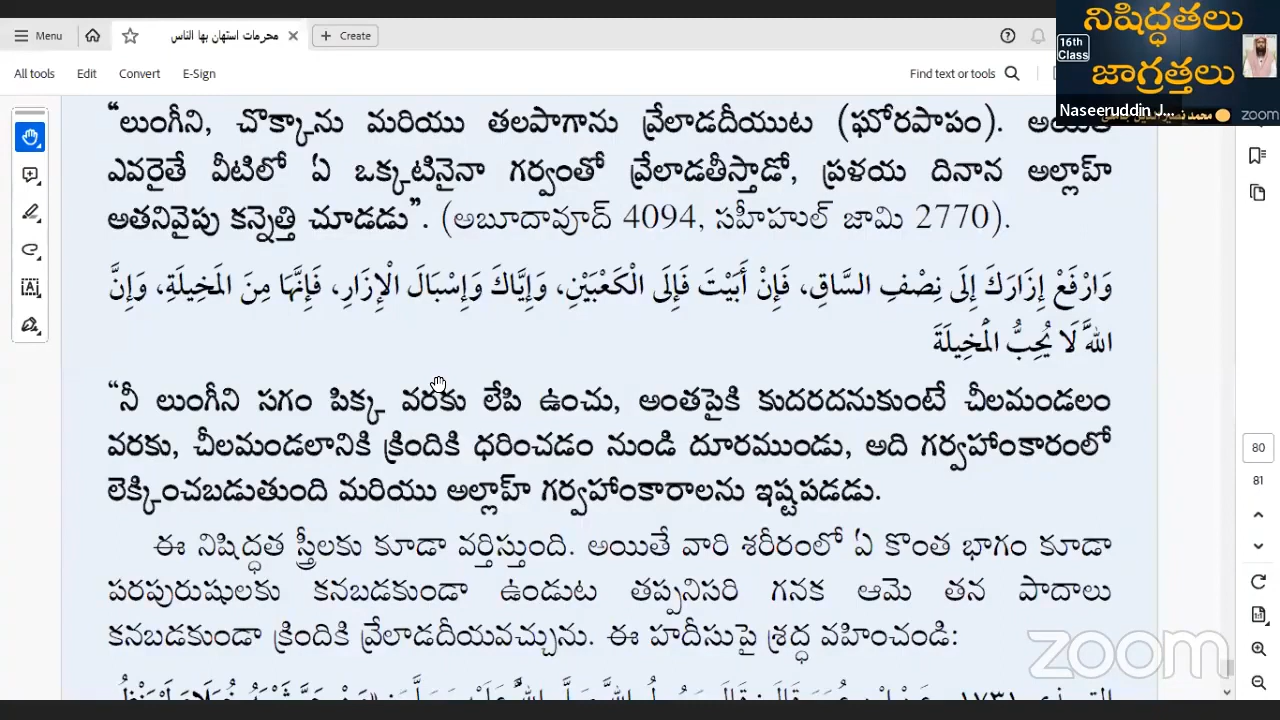 Menu
محرمات استهان بها الناس
Create
All tools Edit Convert E-Sign
Find text or tools
నిషిద్ధతలు
16th
Class
జాగ్రత్తలు
Naseeruddin J...
zoom
“లుంగీని, చొక్కాను మరియు తలపాగాను వ్రేలాడదీయుట (ఘోరపాపం).
ఎవరైతే వీటిలో ఏ ఒక్కటినైనా గర్వంతో వ్రేలాడతీస్తాడో, ప్రళయ దినాన అల్లాహ్
అతనివైపు కన్నెత్తి చూడడు”. (అబూదావూద్ 4094, సహీహుల్ జామి 2770).
وَارْفَعْ إِزَارَكَ إِلَى نِصْفِ السَّاقِ، فَإِنْ أَبَيْتَ فَإِلَى الْكَعْبَيْنِ، وَإِيَّاكَ وَإِسْبَالَ الْإِزَارِ، فَإِنَّهَا مِنَ المَخِيلَةِ، وَإِنَّ
اللهَ لَا يُحِبُّ الْمَخِيلَةَ
“నీ లుంగీని సగం పిక్క వరకు లేపి ఉంచు, అంతపైకి కుదరదనుకుంటే చీలమండలం
వరకు, చీలమండలానికి క్రిందికి ధరించడం నుండి దూరముండు, అది గర్వహాంకారంలో
లెక్కించబడుతుంది మరియు అల్లాహ్ గర్వహాంకారాలను ఇష్టపడడు.
ఈ నిషిద్ధత స్త్రీలకు కూడా వర్తిస్తుంది. అయితే వారి శరీరంలో ఏ కొంత భాగం కూడా
పరపురుషులకు కనబడకుండా ఉండుట తప్పనిసరి గనక ఆమె తన పాదాలు
కనబడకుండా క్రిందికి వ్రేలాడదీయవచ్చును. ఈ హదీసుపై శ్రద్ధ వహించండి:
80
81
zoom